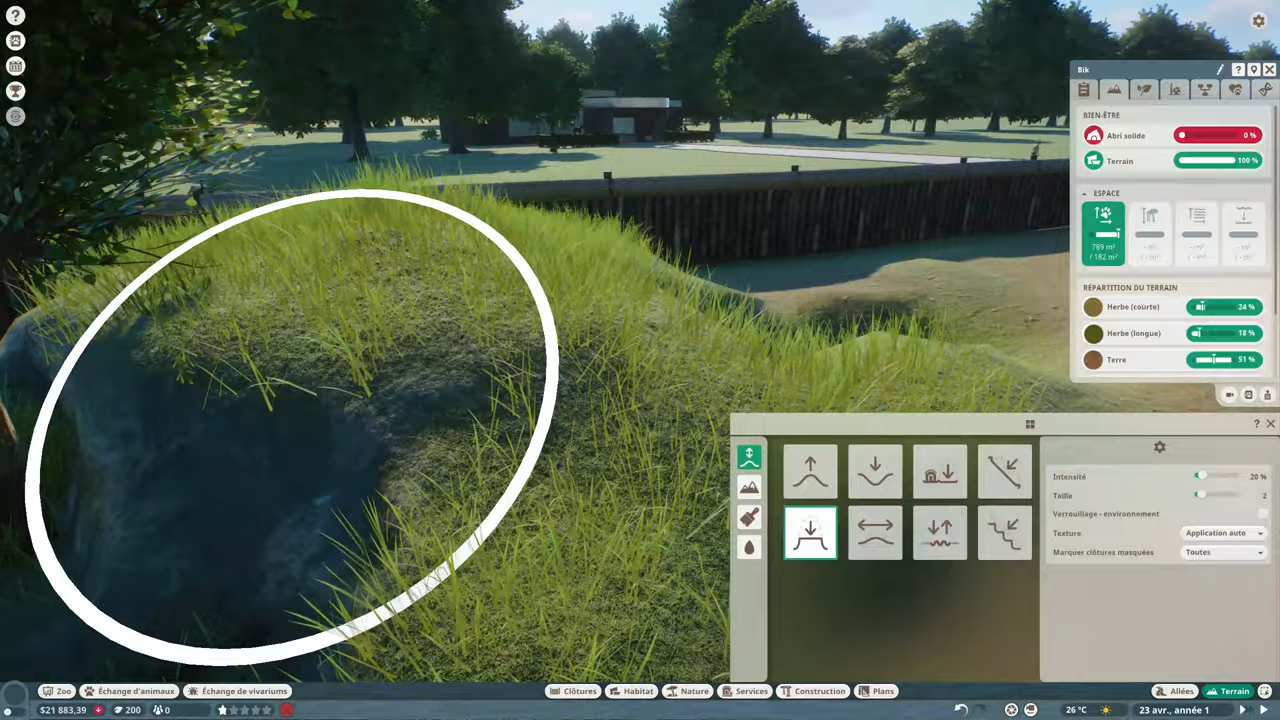 Bik
BIEN-ÊTRE
Abri solide 0 %
Terrain 100 %
ESPACE
789 m²
/ 182 m²
RÉPARTITION DU TERRAIN
Herbe (courte) 24 %
Herbe (longue) 18 %
Terre 51 %
Intensité 20 %
Taille 2
Verrouillage - environnement
Texture Application auto
Marquer clôtures masquées Toutes
Zoo Échange d'animaux Échange de vivariums Clôtures Habitat Nature Services Construction Plans Allées Terrain
$21 883,39 200 0 26 °C 23 avr., année 1